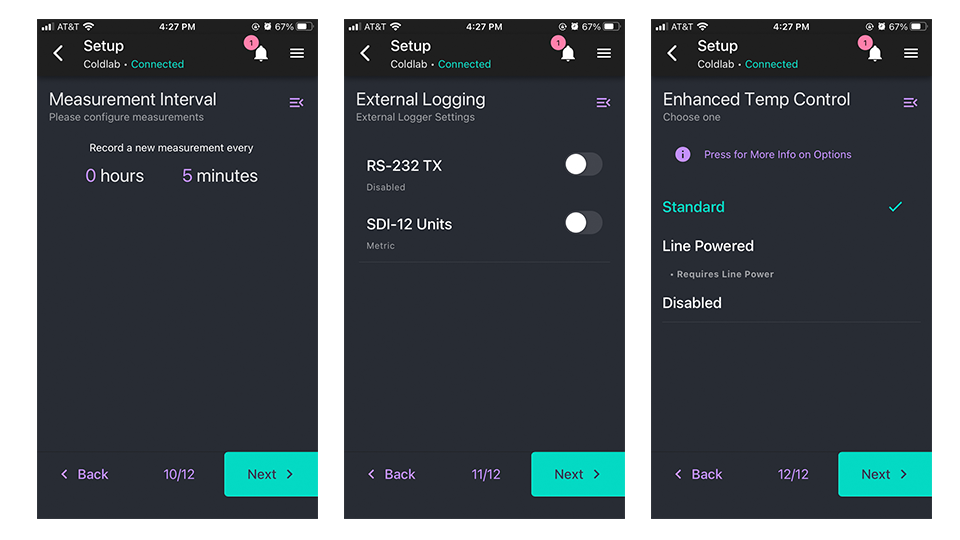 AT&T 4:27 PM 67%
Setup 1
Coldlab • Connected
Measurement Interval
Please configure measurements
Record a new measurement every
0 hours 5 minutes
Back 10/12 Next
AT&T 4:27 PM 67%
Setup 1
Coldlab • Connected
External Logging
External Logger Settings
RS-232 TX
Disabled
SDI-12 Units
Metric
Back 11/12 Next
AT&T 4:27 PM 67%
Setup 1
Coldlab • Connected
Enhanced Temp Control
Choose one
i Press for More Info on Options
Standard
Line Powered
• Requires Line Power
Disabled
Back 12/12 Next